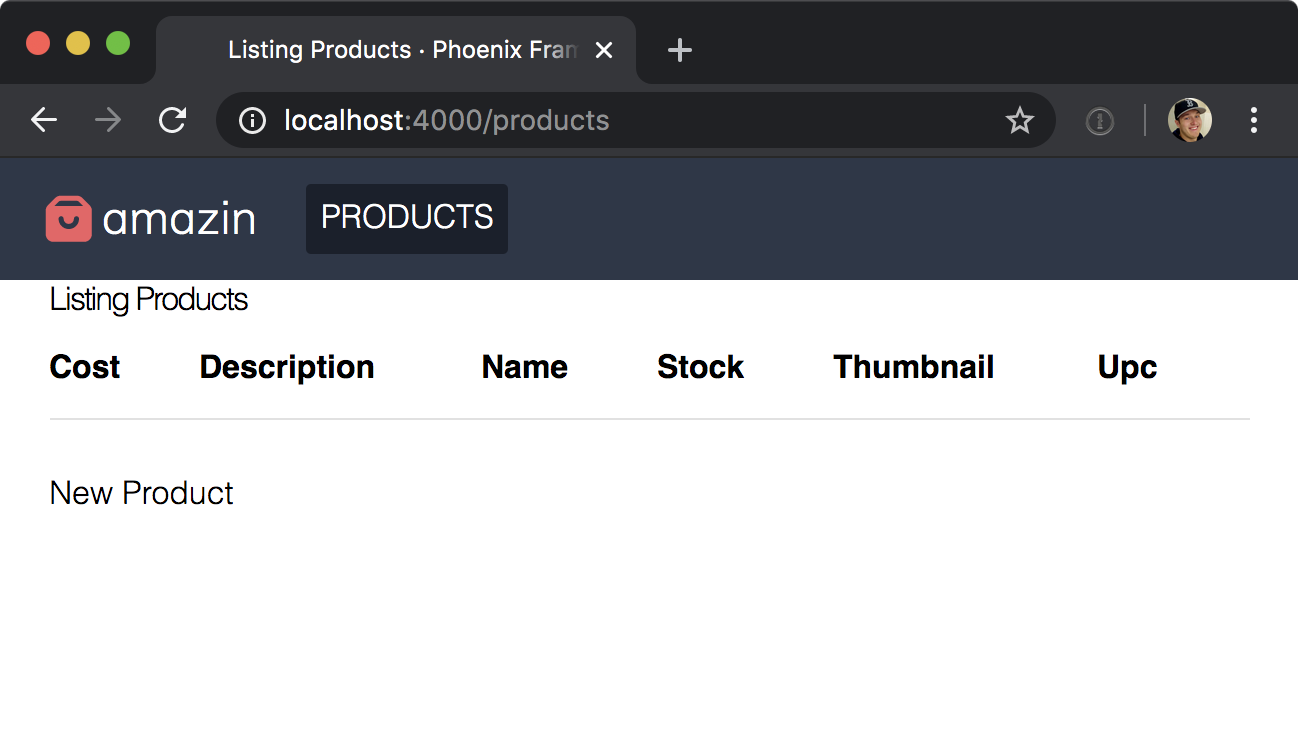 Listing Products · Phoenix Fram
localhost:4000/products
amazin PRODUCTS
Listing Products
Cost Description Name Stock Thumbnail Upc
New Product